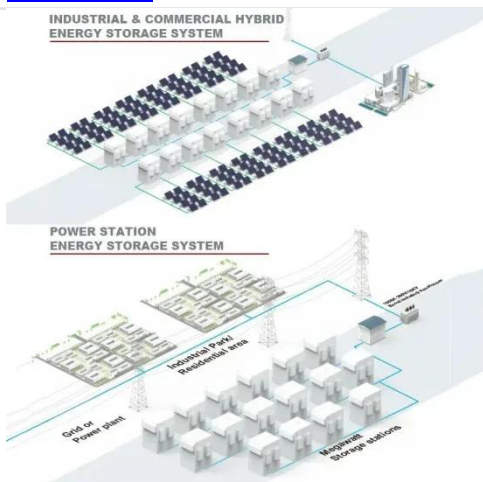 INDUSTRIAL & COMMERCIAL HYBRID
ENERGY STORAGE SYSTEM
POWER STATION
ENERGY STORAGE SYSTEM
Industrial Park/
Residential area
Grid or
Power plant
Megawatt
Storage stations